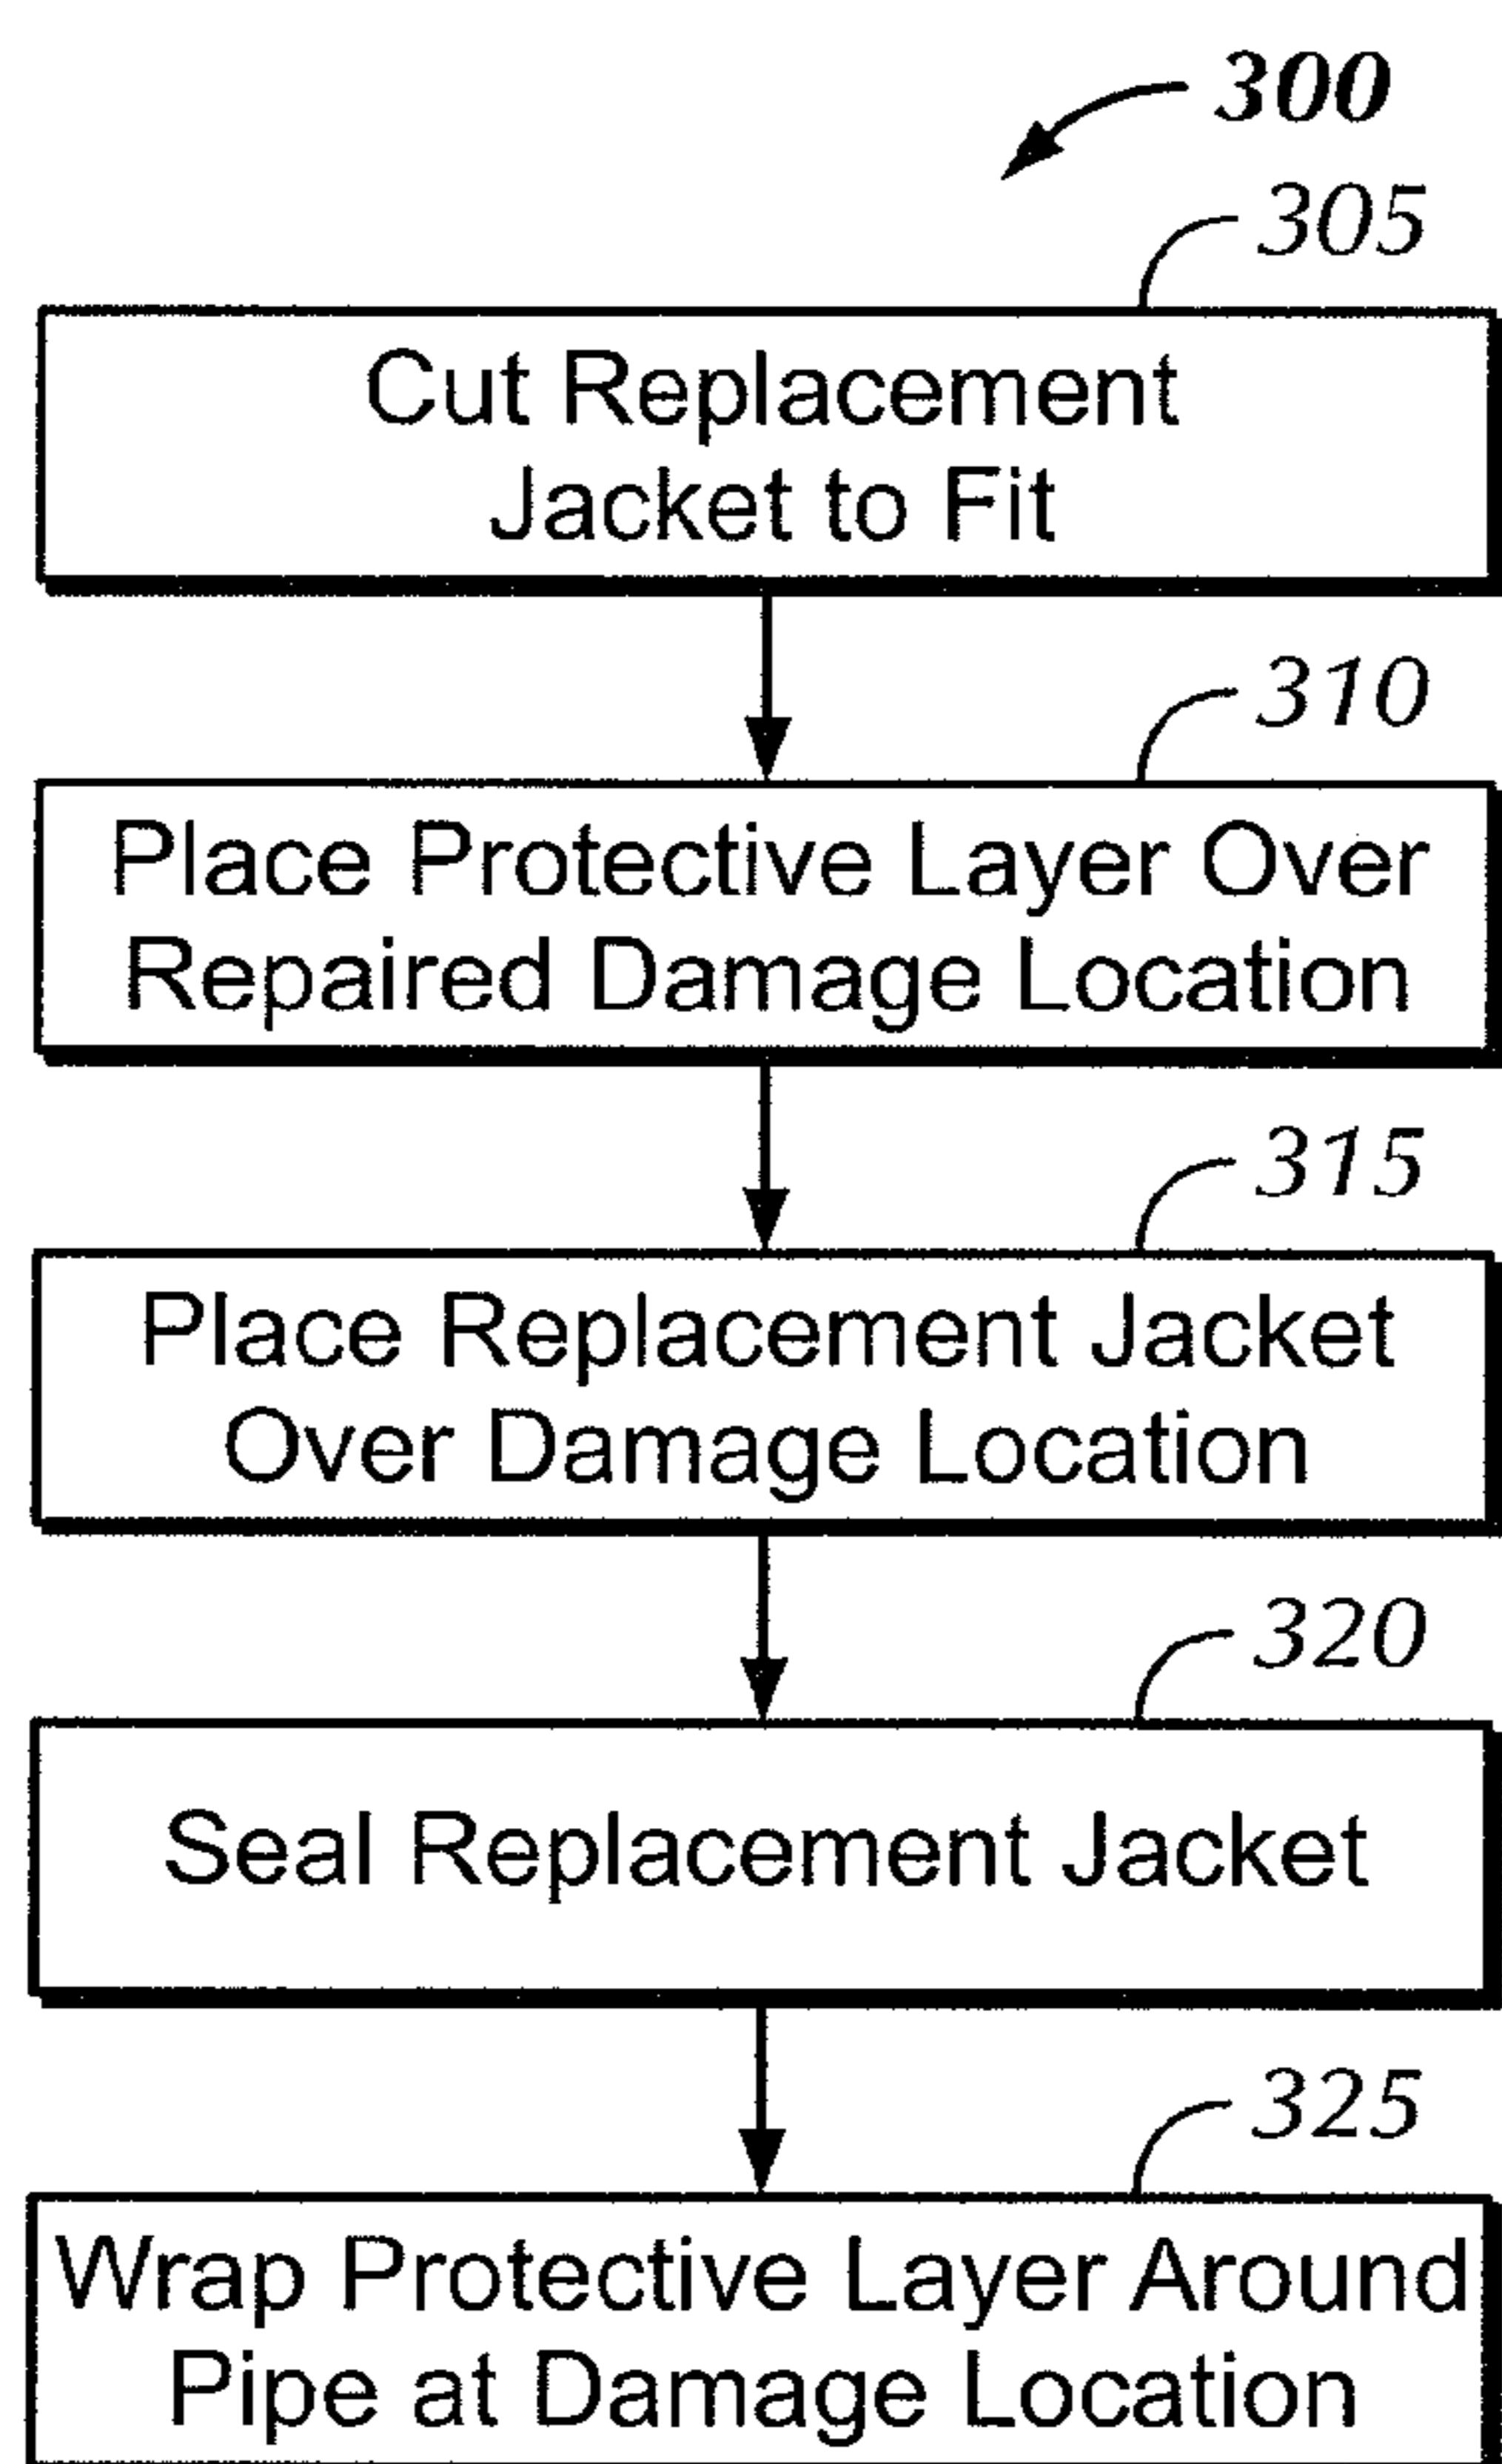 300
305
Cut Replacement
Jacket to Fit
310
Place Protective Layer Over
Repaired Damage Location
315
Place Replacement Jacket
Over Damage Location
320
Seal Replacement Jacket
325
Wrap Protective Layer Around
Pipe at Damage Location